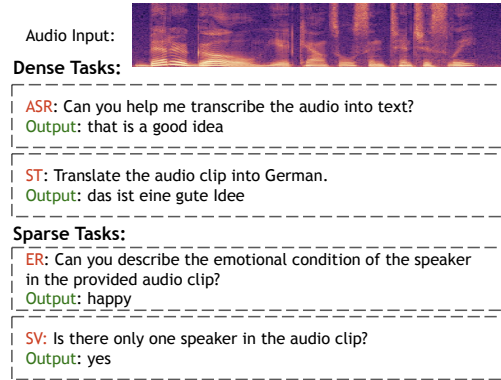 Audio Input:
Dense Tasks:
ASR: Can you help me transcribe the audio into text?
Output: that is a good idea
ST: Translate the audio clip into German.
Output: das ist eine gute Idee
Sparse Tasks:
ER: Can you describe the emotional condition of the speaker
in the provided audio clip?
Output: happy
SV: Is there only one speaker in the audio clip?
Output: yes